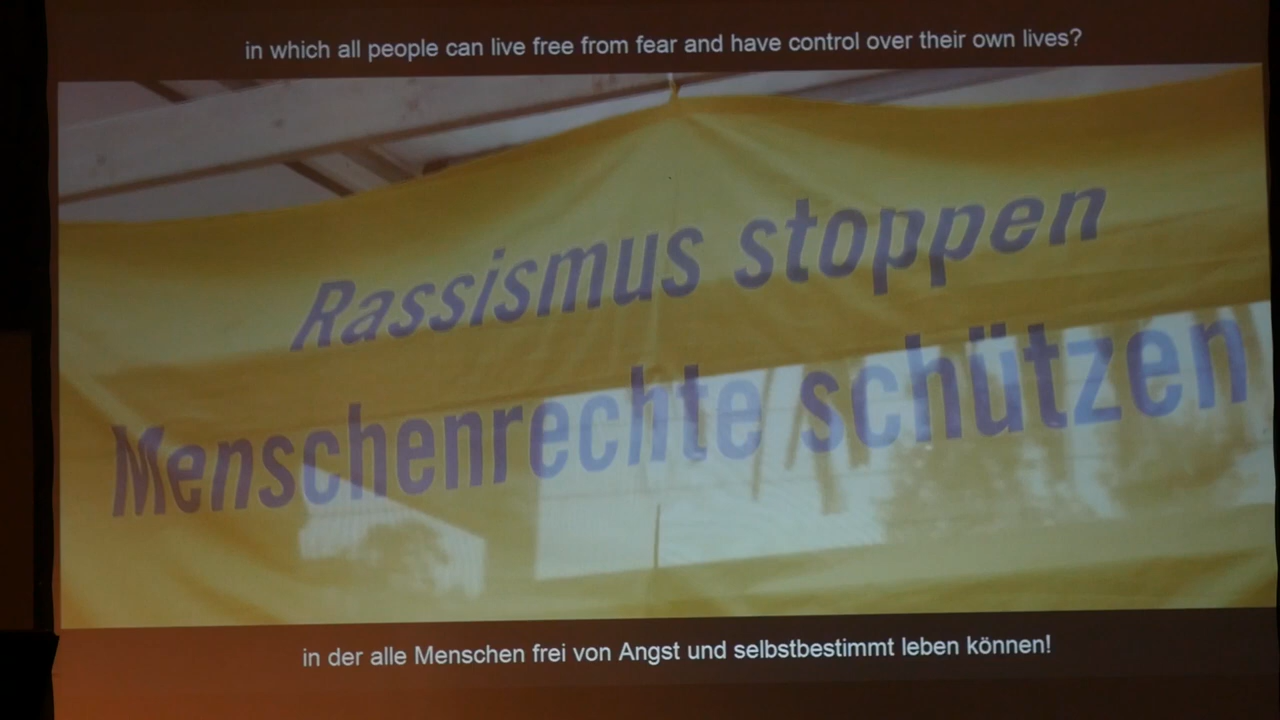 in which all people can live free from fear and have control over their own lives?
Rassismus stoppen
Menschenrechte schützen
in der alle Menschen frei von Angst und selbstbestimmt leben können!